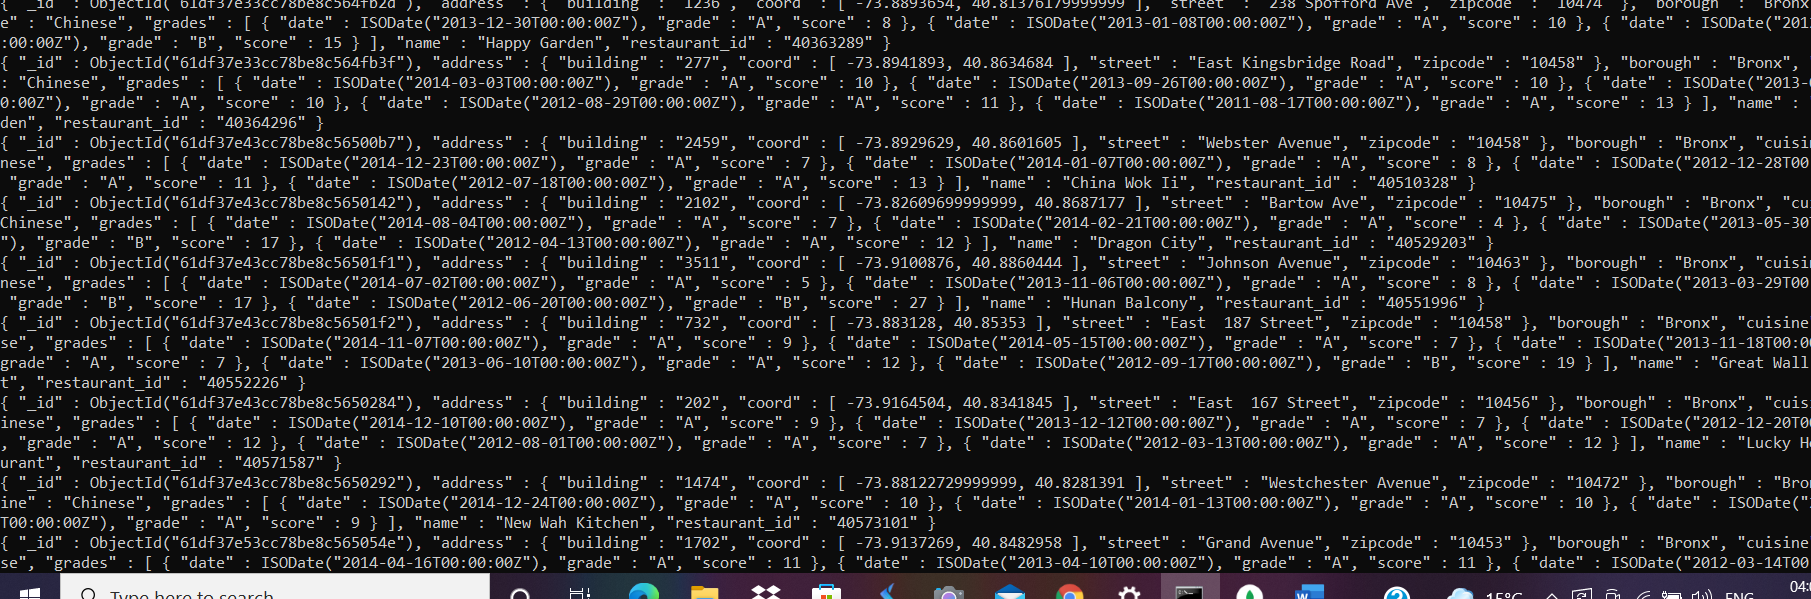 { "_id" : ObjectId("61df37e33cc78be8c564fb2d"), "address" : { "building" : "1236", "coord" : [ -73.8893654, 40.81376179999999 ], "street" : "238 Spofford Ave", "zipcode" : "10474" }, "borough" : "Bronx
e" : "Chinese", "grades" : [ { "date" : ISODate("2013-12-30T00:00:00Z"), "grade" : "A", "score" : 8 }, { "date" : ISODate("2013-01-08T00:00:00Z"), "grade" : "A", "score" : 10 }, { "date" : ISODate("201
:00:00Z"), "grade" : "B", "score" : 15 } ], "name" : "Happy Garden", "restaurant_id" : "40363289" }
{ "_id" : ObjectId("61df37e33cc78be8c564fb3f"), "address" : { "building" : "277", "coord" : [ -73.8941893, 40.8634684 ], "street" : "East Kingsbridge Road", "zipcode" : "10458" }, "borough" : "Bronx",
: "Chinese", "grades" : [ { "date" : ISODate("2014-03-03T00:00:00Z"), "grade" : "A", "score" : 10 }, { "date" : ISODate("2013-09-26T00:00:00Z"), "grade" : "A", "score" : 10 }, { "date" : ISODate("2013-
0:00Z"), "grade" : "A", "score" : 10 }, { "date" : ISODate("2012-08-29T00:00:00Z"), "grade" : "A", "score" : 11 }, { "date" : ISODate("2011-08-17T00:00:00Z"), "grade" : "A", "score" : 13 } ], "name" :
den", "restaurant_id" : "40364296" }
{ "_id" : ObjectId("61df37e43cc78be8c56500b7"), "address" : { "building" : "2459", "coord" : [ -73.8929629, 40.8601605 ], "street" : "Webster Avenue", "zipcode" : "10458" }, "borough" : "Bronx", "cuisi
nese", "grades" : [ { "date" : ISODate("2014-12-23T00:00:00Z"), "grade" : "A", "score" : 7 }, { "date" : ISODate("2014-01-07T00:00:00Z"), "grade" : "A", "score" : 8 }, { "date" : ISODate("2012-12-28T00
"grade" : "A", "score" : 11 }, { "date" : ISODate("2012-07-18T00:00:00Z"), "grade" : "A", "score" : 13 } ], "name" : "China Wok Ii", "restaurant_id" : "40510328" }
{ "_id" : ObjectId("61df37e43cc78be8c5650142"), "address" : { "building" : "2102", "coord" : [ -73.82609699999999, 40.8687177 ], "street" : "Bartow Ave", "zipcode" : "10475" }, "borough" : "Bronx", "cu
Chinese", "grades" : [ { "date" : ISODate("2014-08-04T00:00:00Z"), "grade" : "A", "score" : 7 }, { "date" : ISODate("2014-02-21T00:00:00Z"), "grade" : "A", "score" : 4 }, { "date" : ISODate("2013-05-30
"), "grade" : "B", "score" : 17 }, { "date" : ISODate("2012-04-13T00:00:00Z"), "grade" : "A", "score" : 12 } ], "name" : "Dragon City", "restaurant_id" : "40529203" }
{ "_id" : ObjectId("61df37e43cc78be8c56501f1"), "address" : { "building" : "3511", "coord" : [ -73.9100876, 40.8860444 ], "street" : "Johnson Avenue", "zipcode" : "10463" }, "borough" : "Bronx", "cuisin
nese", "grades" : [ { "date" : ISODate("2014-07-02T00:00:00Z"), "grade" : "A", "score" : 5 }, { "date" : ISODate("2013-11-06T00:00:00Z"), "grade" : "A", "score" : 8 }, { "date" : ISODate("2013-03-29T00
"grade" : "B", "score" : 17 }, { "date" : ISODate("2012-06-20T00:00:00Z"), "grade" : "B", "score" : 27 } ], "name" : "Hunan Balcony", "restaurant_id" : "40551996" }
{ "_id" : ObjectId("61df37e43cc78be8c56501f2"), "address" : { "building" : "732", "coord" : [ -73.883128, 40.85353 ], "street" : "East  187 Street", "zipcode" : "10458" }, "borough" : "Bronx", "cuisine
se", "grades" : [ { "date" : ISODate("2014-11-07T00:00:00Z"), "grade" : "A", "score" : 9 }, { "date" : ISODate("2014-05-15T00:00:00Z"), "grade" : "A", "score" : 7 }, { "date" : ISODate("2013-11-18T00:0
grade" : "A", "score" : 7 }, { "date" : ISODate("2013-06-10T00:00:00Z"), "grade" : "A", "score" : 12 }, { "date" : ISODate("2012-09-17T00:00:00Z"), "grade" : "B", "score" : 19 } ], "name" : "Great Wall
t", "restaurant_id" : "40552226" }
{ "_id" : ObjectId("61df37e43cc78be8c5650284"), "address" : { "building" : "202", "coord" : [ -73.9164504, 40.8341845 ], "street" : "East  167 Street", "zipcode" : "10456" }, "borough" : "Bronx", "cuis
inese", "grades" : [ { "date" : ISODate("2014-12-10T00:00:00Z"), "grade" : "A", "score" : 9 }, { "date" : ISODate("2013-12-12T00:00:00Z"), "grade" : "A", "score" : 7 }, { "date" : ISODate("2012-12-20T0
, "grade" : "A", "score" : 12 }, { "date" : ISODate("2012-08-01T00:00:00Z"), "grade" : "A", "score" : 7 }, { "date" : ISODate("2012-03-13T00:00:00Z"), "grade" : "A", "score" : 12 } ], "name" : "Lucky H
urant", "restaurant_id" : "40571587" }
{ "_id" : ObjectId("61df37e43cc78be8c5650292"), "address" : { "building" : "1474", "coord" : [ -73.88122729999999, 40.8281391 ], "street" : "Westchester Avenue", "zipcode" : "10472" }, "borough" : "Bro
ine" : "Chinese", "grades" : [ { "date" : ISODate("2014-12-24T00:00:00Z"), "grade" : "A", "score" : 10 }, { "date" : ISODate("2014-01-13T00:00:00Z"), "grade" : "A", "score" : 10 }, { "date" : ISODate("
T00:00:00Z"), "grade" : "A", "score" : 9 } ], "name" : "New Wah Kitchen", "restaurant_id" : "40573101" }
{ "_id" : ObjectId("61df37e53cc78be8c565054e"), "address" : { "building" : "1702", "coord" : [ -73.9137269, 40.8482958 ], "street" : "Grand Avenue", "zipcode" : "10453" }, "borough" : "Bronx", "cuisine
se", "grades" : [ { "date" : ISODate("2014-04-16T00:00:00Z"), "grade" : "A", "score" : 11 }, { "date" : ISODate("2013-04-10T00:00:00Z"), "grade" : "A", "score" : 11 }, { "date" : ISODate("2012-03-14T00
Type here to search
15°C
ENG
04: